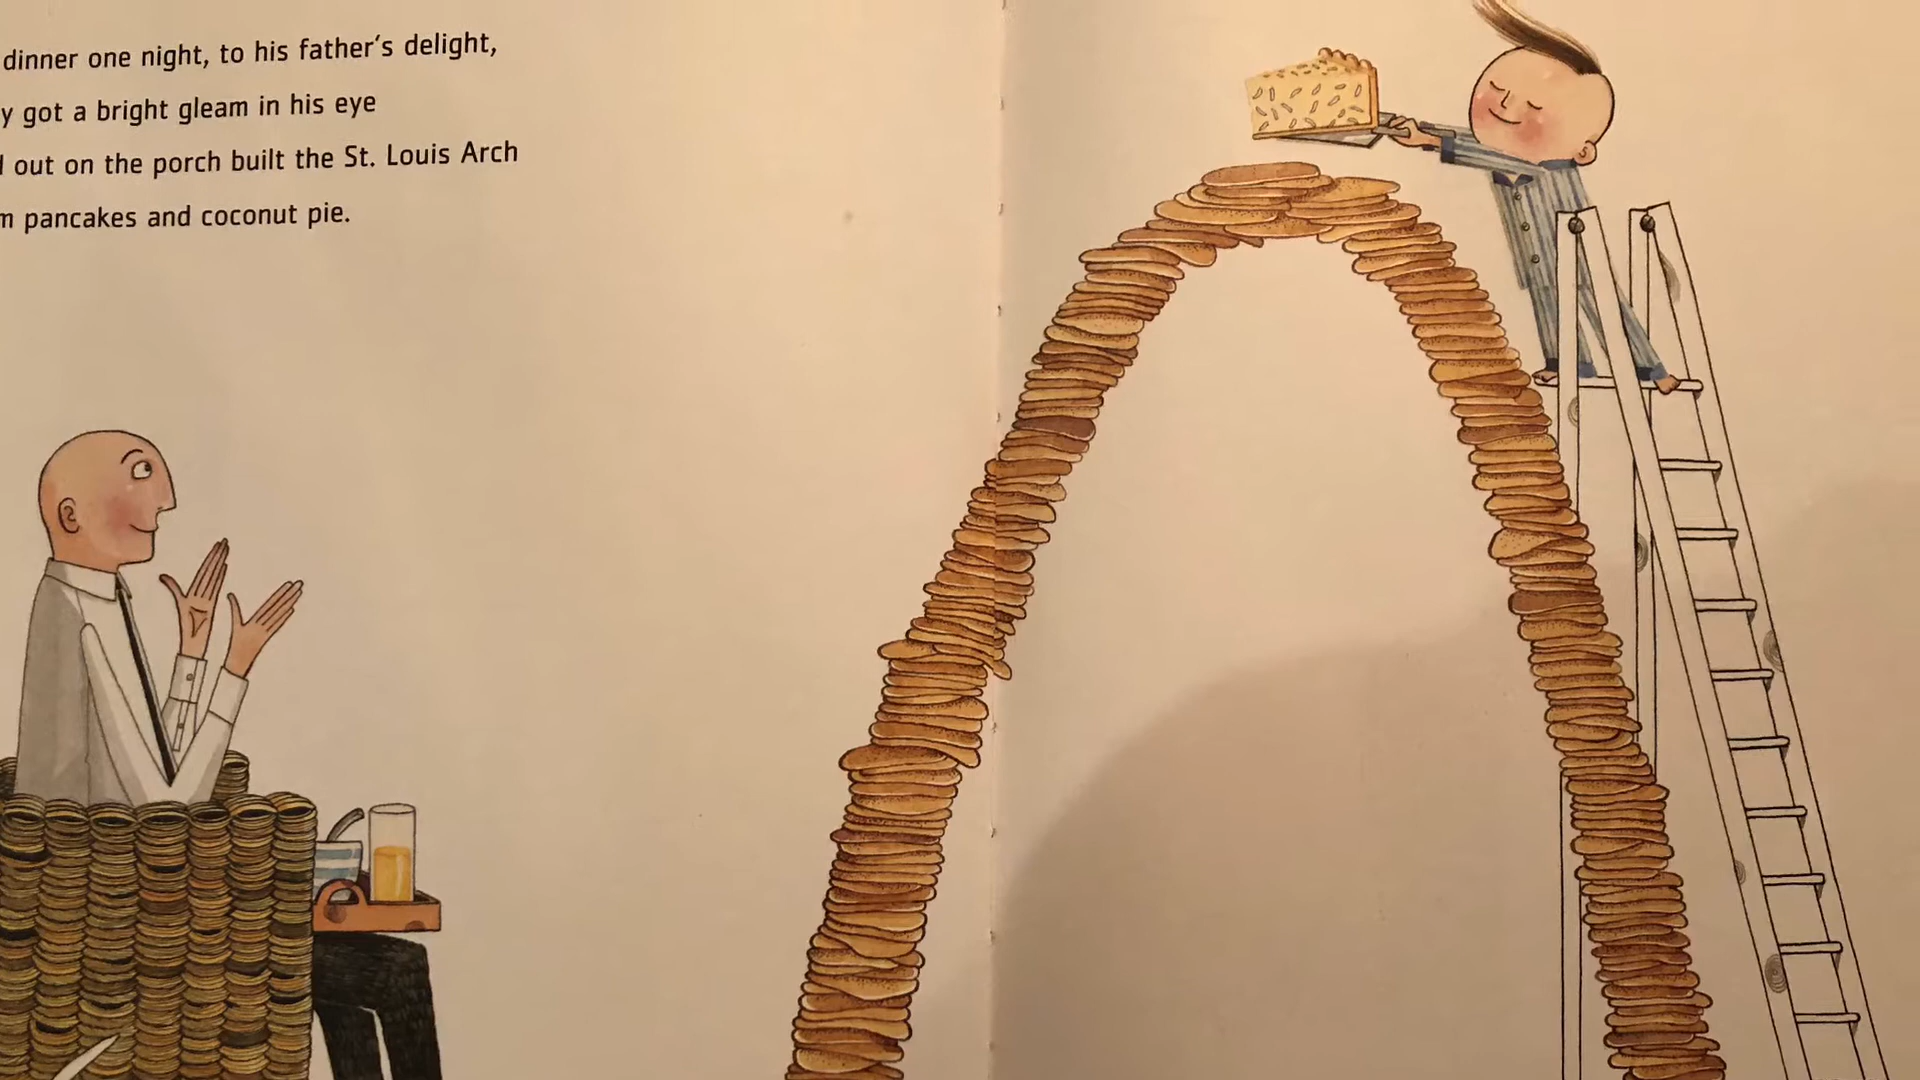 dinner one night, to his father's delight,
y got a bright gleam in his eye
out on the porch built the St. Louis Arch
m pancakes and coconut pie.